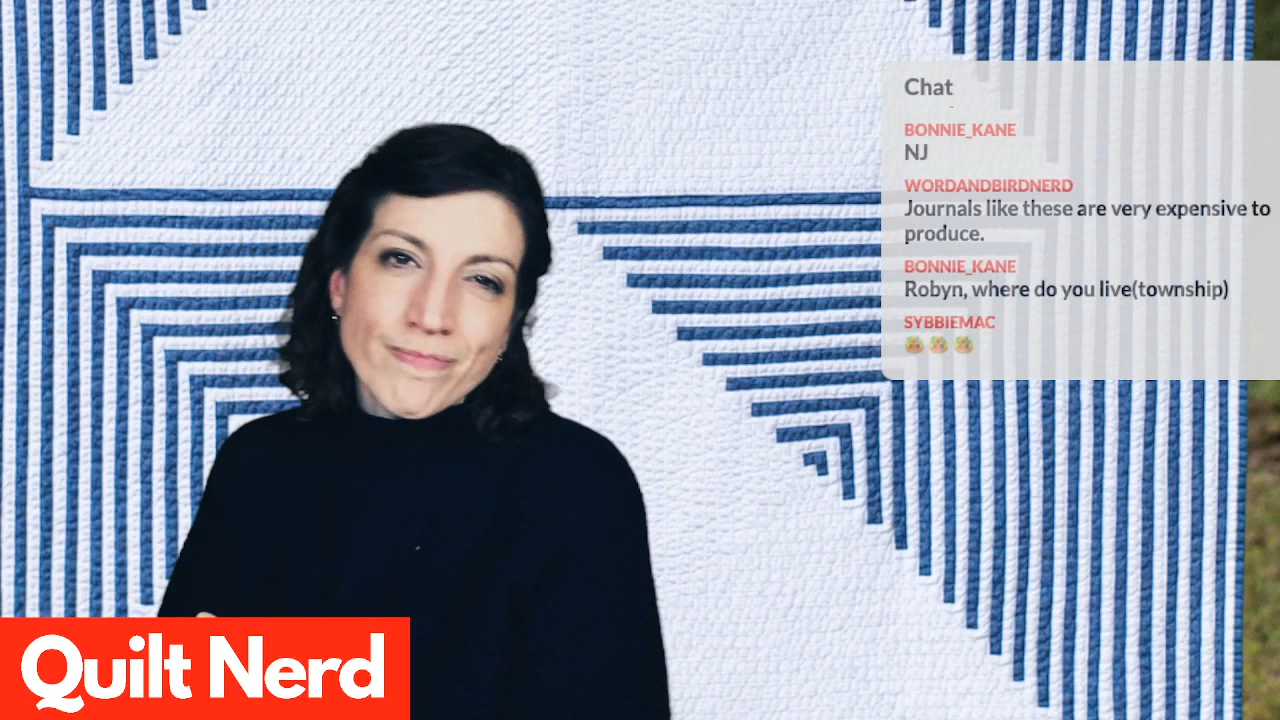 Chat
BONNIE_KANE
NJ
WORDANDBIRDNERD
Journals like these are very expensive to
produce.
BONNIE_KANE
Robyn, where do you live(township)
SYBBIEMAC
Quilt Nerd